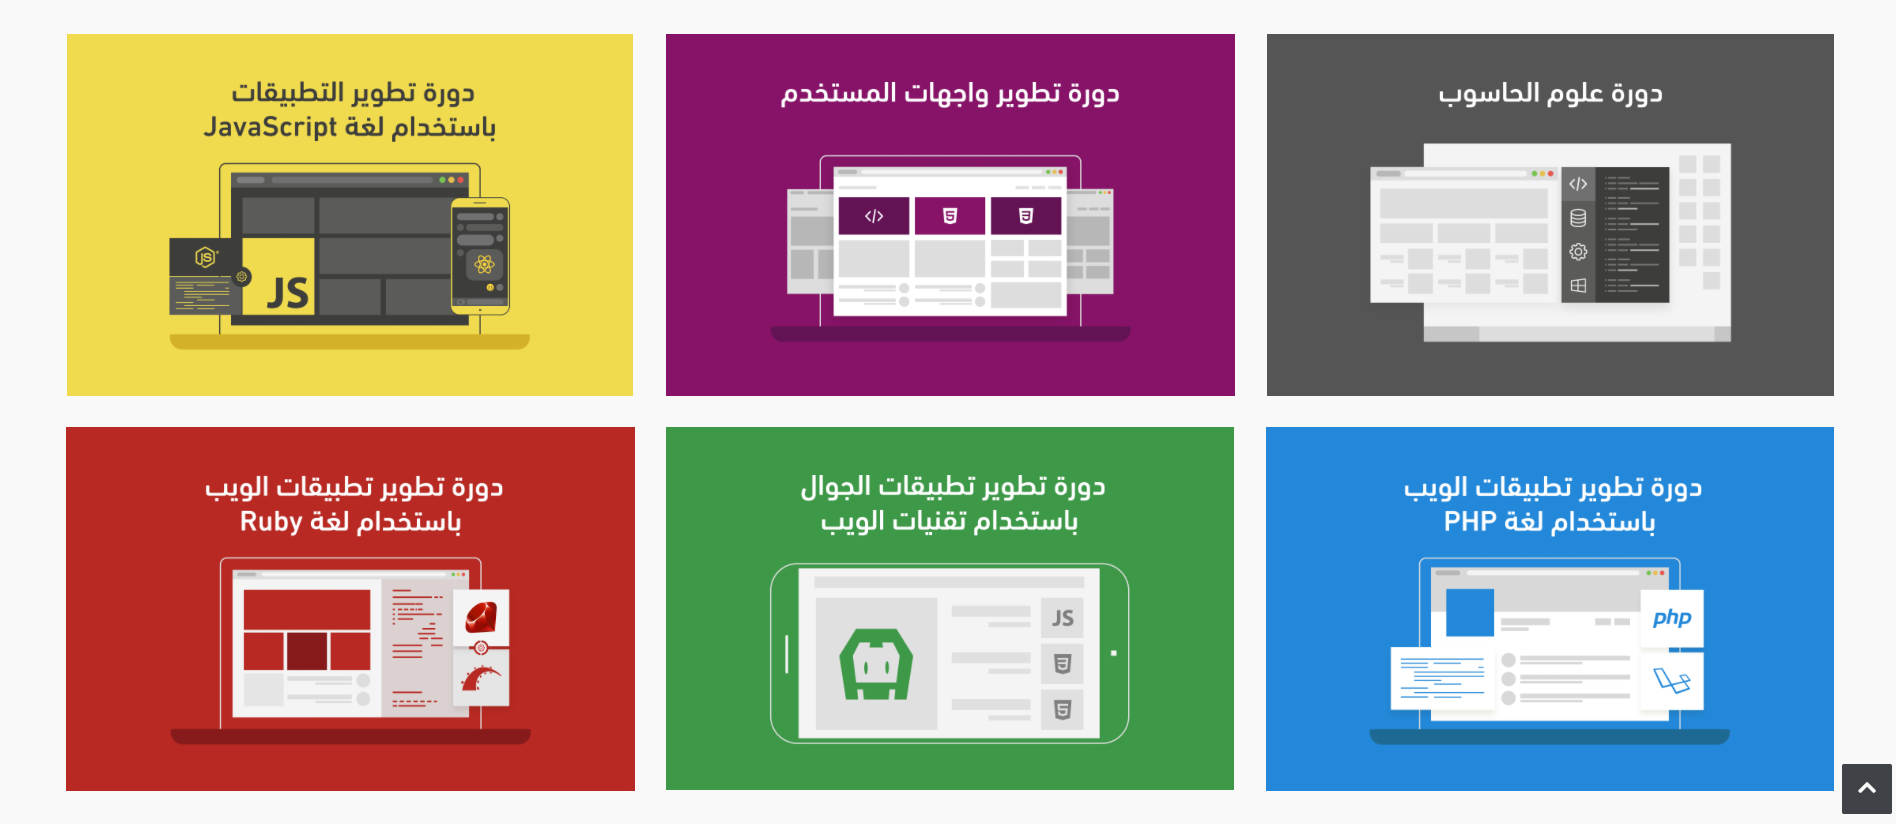 دورة علوم الحاسوب
دورة تطوير واجهات المستخدم
دورة تطوير التطبيقات
باستخدام لغة JavaScript
JS
JS
دورة تطوير تطبيقات الويب
باستخدام لغة PHP
php
دورة تطوير تطبيقات الجوال
باستخدام تقنيات الويب
JS
دورة تطوير تطبيقات الويب
باستخدام لغة Ruby